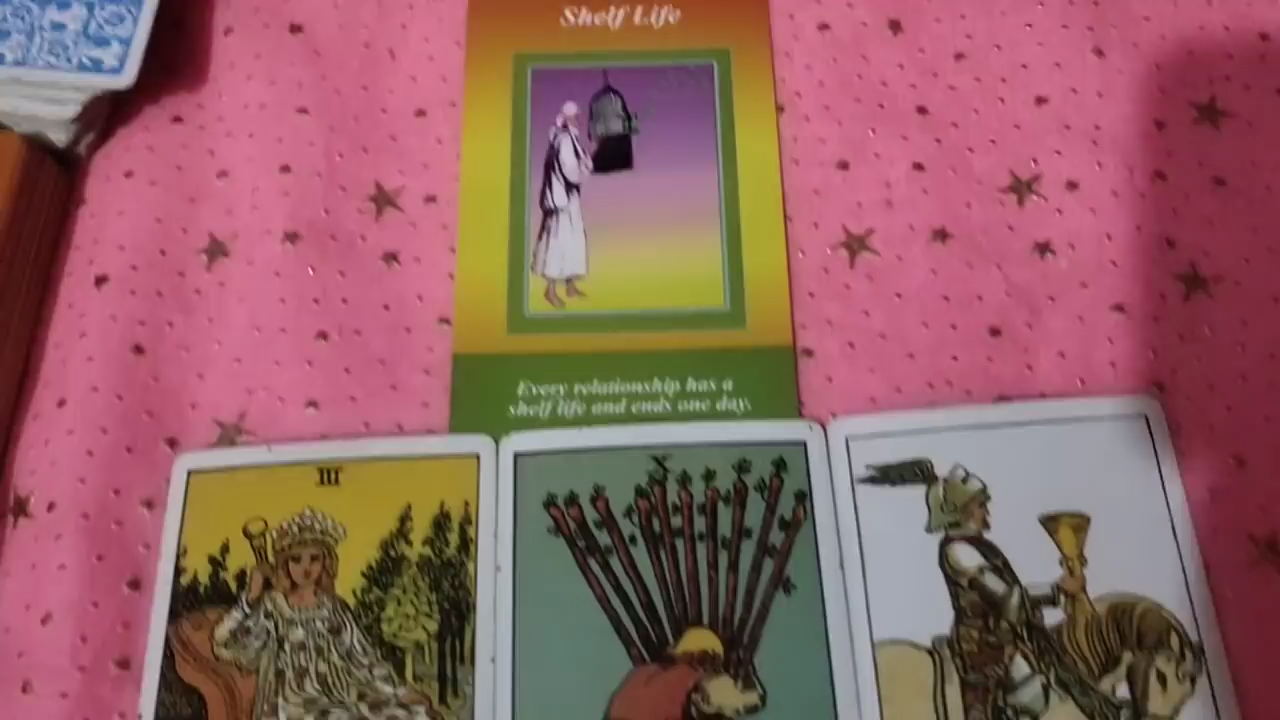 Shelf Life
Every relationship has a
shelf life and ends one day.
III
X